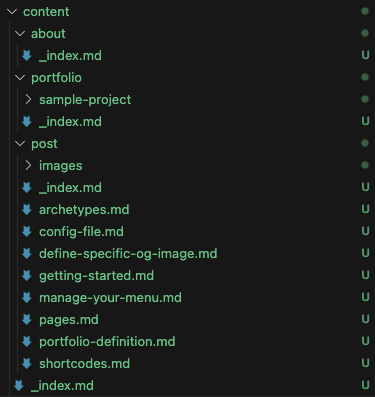 content
about
_index.md U
portfolio
sample-project
_index.md U
post
images
_index.md U
archetypes.md U
config-file.md U
define-specific-og-image.md U
getting-started.md U
manage-your-menu.md U
pages.md U
portfolio-definition.md U
shortcodes.md U
_index.md U